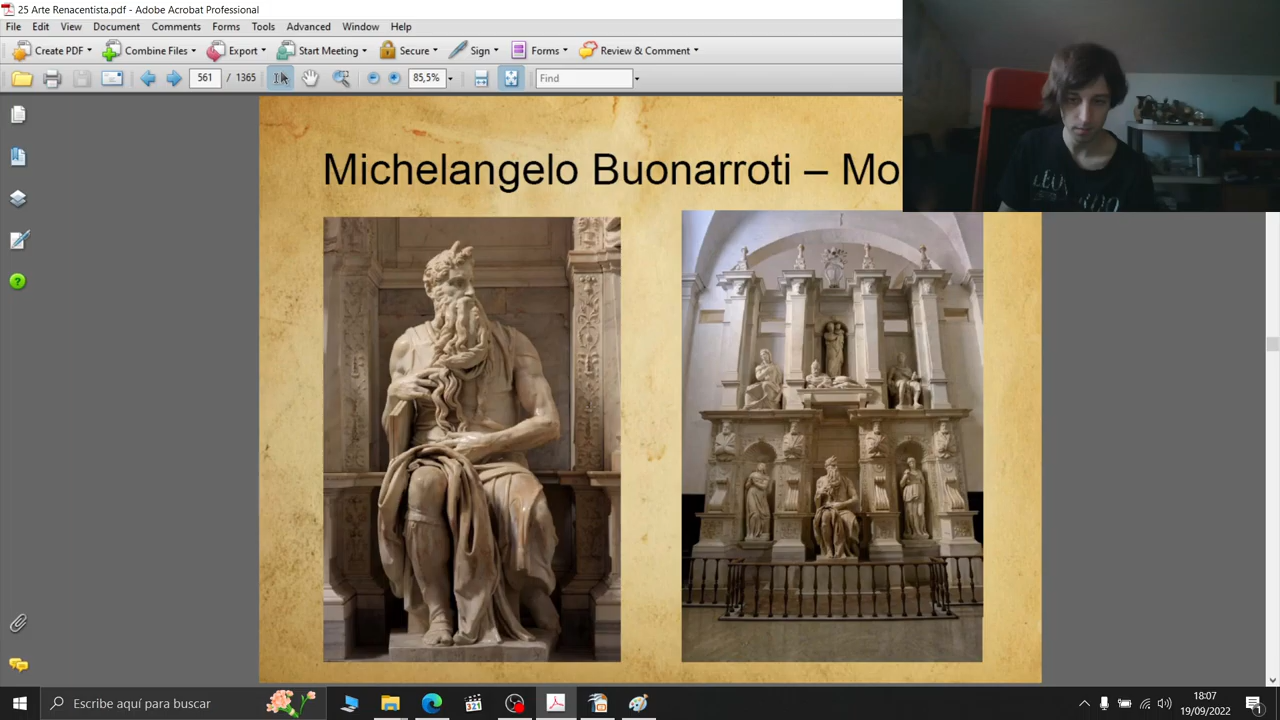 25 Arte Renacentista.pdf - Adobe Acrobat Professional
File Edit View Document Comments Forms Tools Advanced Window Help
Create PDF Combine Files Export Start Meeting Secure Sign Forms Review & Comment
561 / 1365 85,5% Find
Michelangelo Buonarroti – Mo
Escribe aquí para buscar
321
18:07
19/09/2022
1